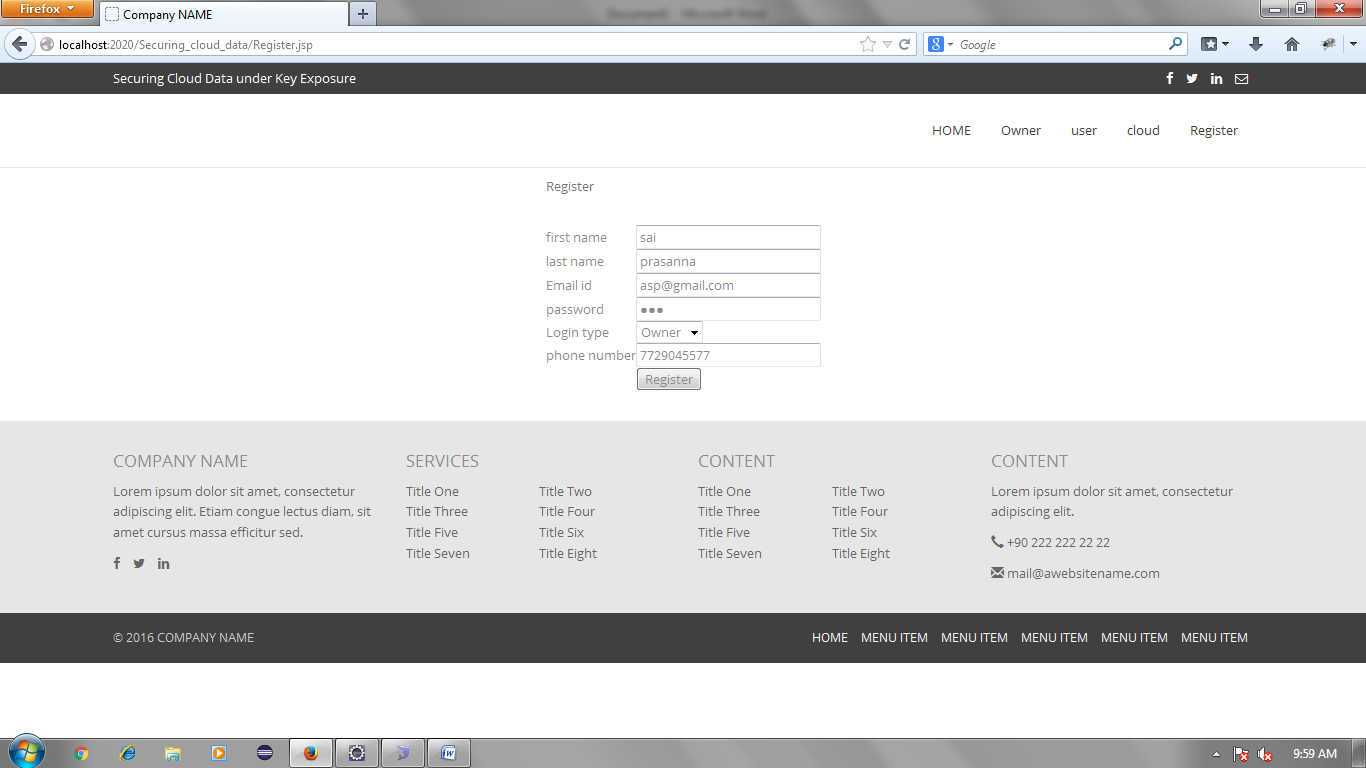 Firefox
Company NAME
localhost:2020/Securing_cloud_data/Register.jsp
Google
Securing Cloud Data under Key Exposure
HOME Owner user cloud Register
Register
first name sai
last name prasanna
Email id asp@gmail.com
password ●●●
Login type Owner
phone number 7729045577
Register
COMPANY NAME
Lorem ipsum dolor sit amet, consectetur
adipiscing elit. Etiam congue lectus diam, sit
amet cursus massa efficitur sed.
SERVICES
Title One Title Two
Title Three Title Four
Title Five Title Six
Title Seven Title Eight
CONTENT
Title One Title Two
Title Three Title Four
Title Five Title Six
Title Seven Title Eight
CONTENT
Lorem ipsum dolor sit amet, consectetur
adipiscing elit.
+90 222 222 22 22
mail@awebsitename.com
© 2016 COMPANY NAME
HOME MENU ITEM MENU ITEM MENU ITEM MENU ITEM MENU ITEM
9:59 AM